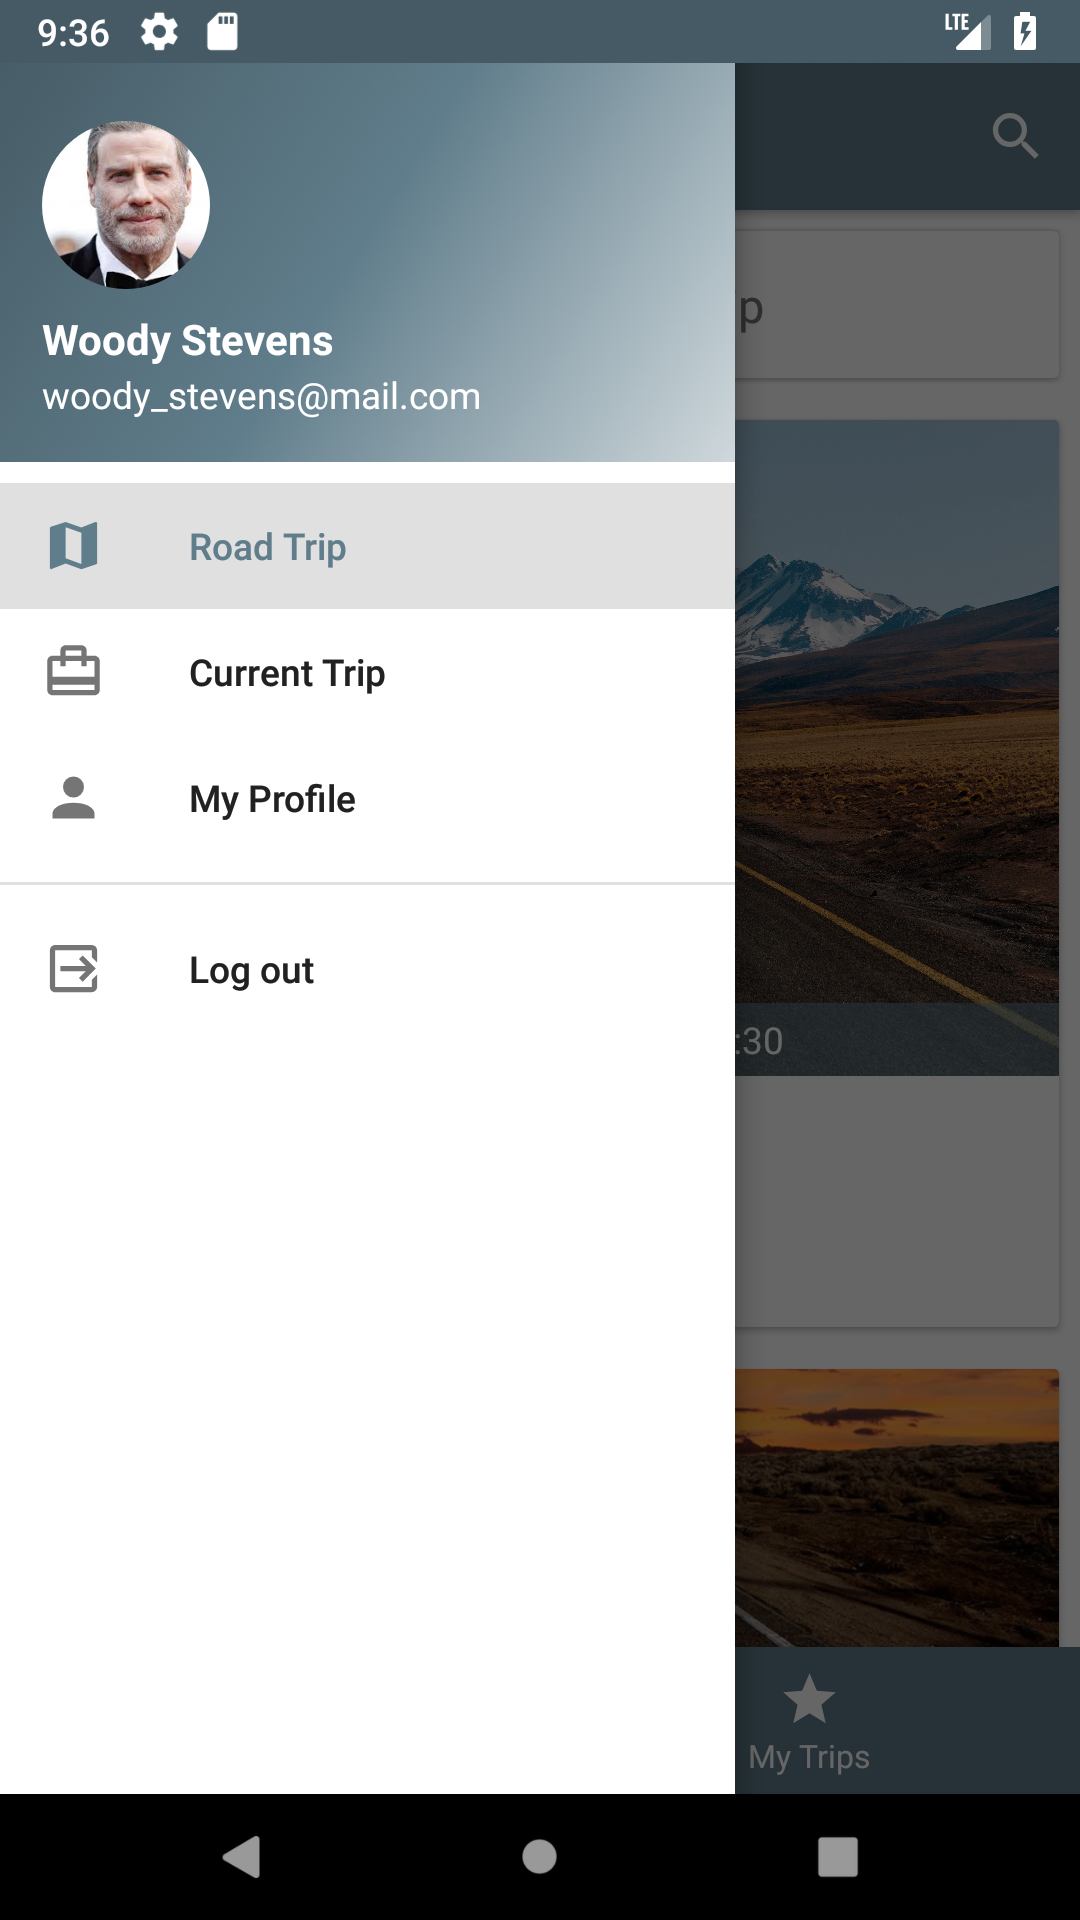 9:36
LTE
Woody Stevens
woody_stevens@mail.com
p
Road Trip
Current Trip
My Profile
Log out
:30
My Trips